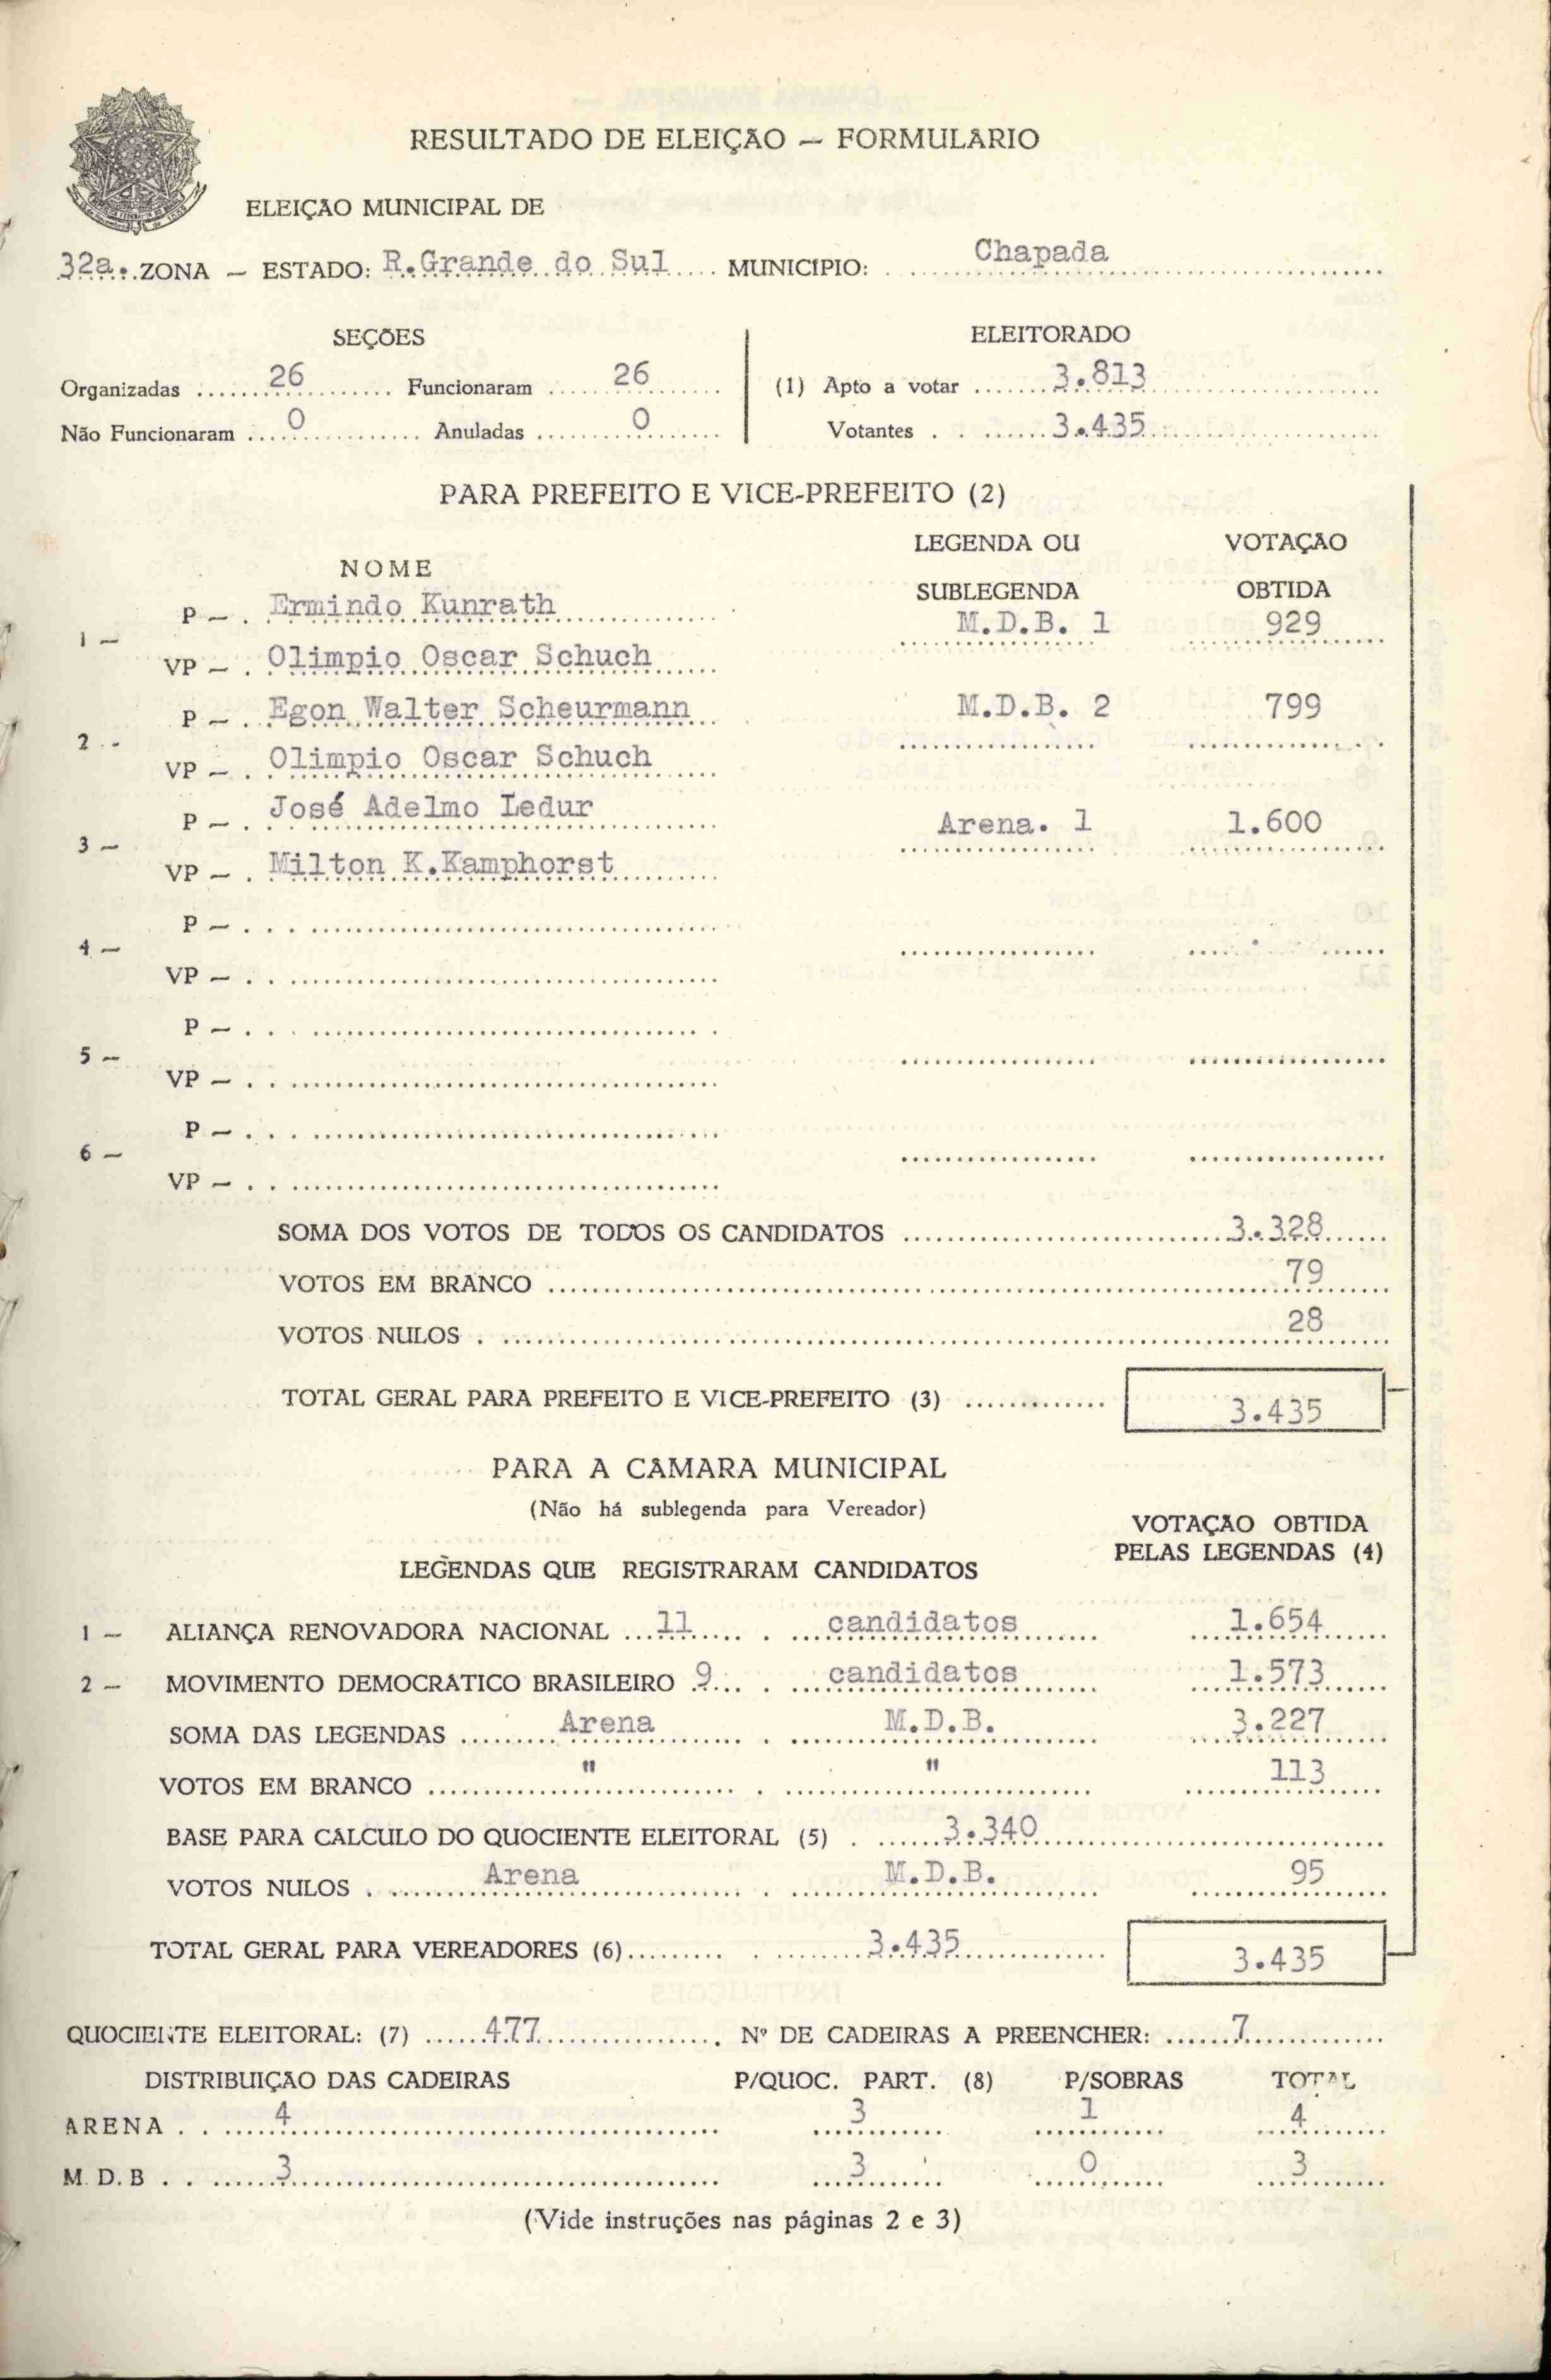 RESULTADO DE ELEIÇÃO — FORMULÁRIO
ELEIÇÃO MUNICIPAL DE
32a. ZONA — ESTADO: R.Grande do Sul MUNICÍPIO: Chapada
SEÇÕES ELEITORADO
Organizadas 26 Funcionaram 26 (1) Apto a votar 3.813
Não Funcionaram 0 Anuladas 0 Votantes 3.435
PARA PREFEITO E VICE-PREFEITO (2)
NOME LEGENDA OU SUBLEGENDA VOTAÇÃO OBTIDA
1 — P — Ermindo Kunrath M.D.B. 1 929
VP — Olimpio Oscar Schuch
2 - P — Egon Walter Scheurmann M.D.B. 2 799
VP — Olimpio Oscar Schuch
3 — P — José Adelmo Ledur Arena. 1 1.600
VP — Milton K.Kamphorst
4 — P —
VP —
5 — P —
VP —
6 — P —
VP —
SOMA DOS VOTOS DE TODOS OS CANDIDATOS 3.328
VOTOS EM BRANCO 79
VOTOS NULOS 28
TOTAL GERAL PARA PREFEITO E VICE-PREFEITO (3) 3.435
PARA A CÂMARA MUNICIPAL
(Não há sublegenda para Vereador)
LEGENDAS QUE REGISTRARAM CANDIDATOS VOTAÇÃO OBTIDA PELAS LEGENDAS (4)
1 — ALIANÇA RENOVADORA NACIONAL 11 candidatos 1.654
2 — MOVIMENTO DEMOCRÁTICO BRASILEIRO 9 candidatos 1.573
SOMA DAS LEGENDAS Arena M.D.B. 3.227
VOTOS EM BRANCO " " 113
BASE PARA CÁLCULO DO QUOCIENTE ELEITORAL (5) 3.340
VOTOS NULOS Arena M.D.B. 95
TOTAL GERAL PARA VEREADORES (6) 3.435 3.435
QUOCIENTE ELEITORAL: (7) 477 Nº DE CADEIRAS A PREENCHER: 7
DISTRIBUIÇÃO DAS CADEIRAS P/QUOC. PART. (8) P/SOBRAS TOTAL
ARENA 4 3 1 4
M.D.B 3 3 0 3
(Vide instruções nas páginas 2 e 3)